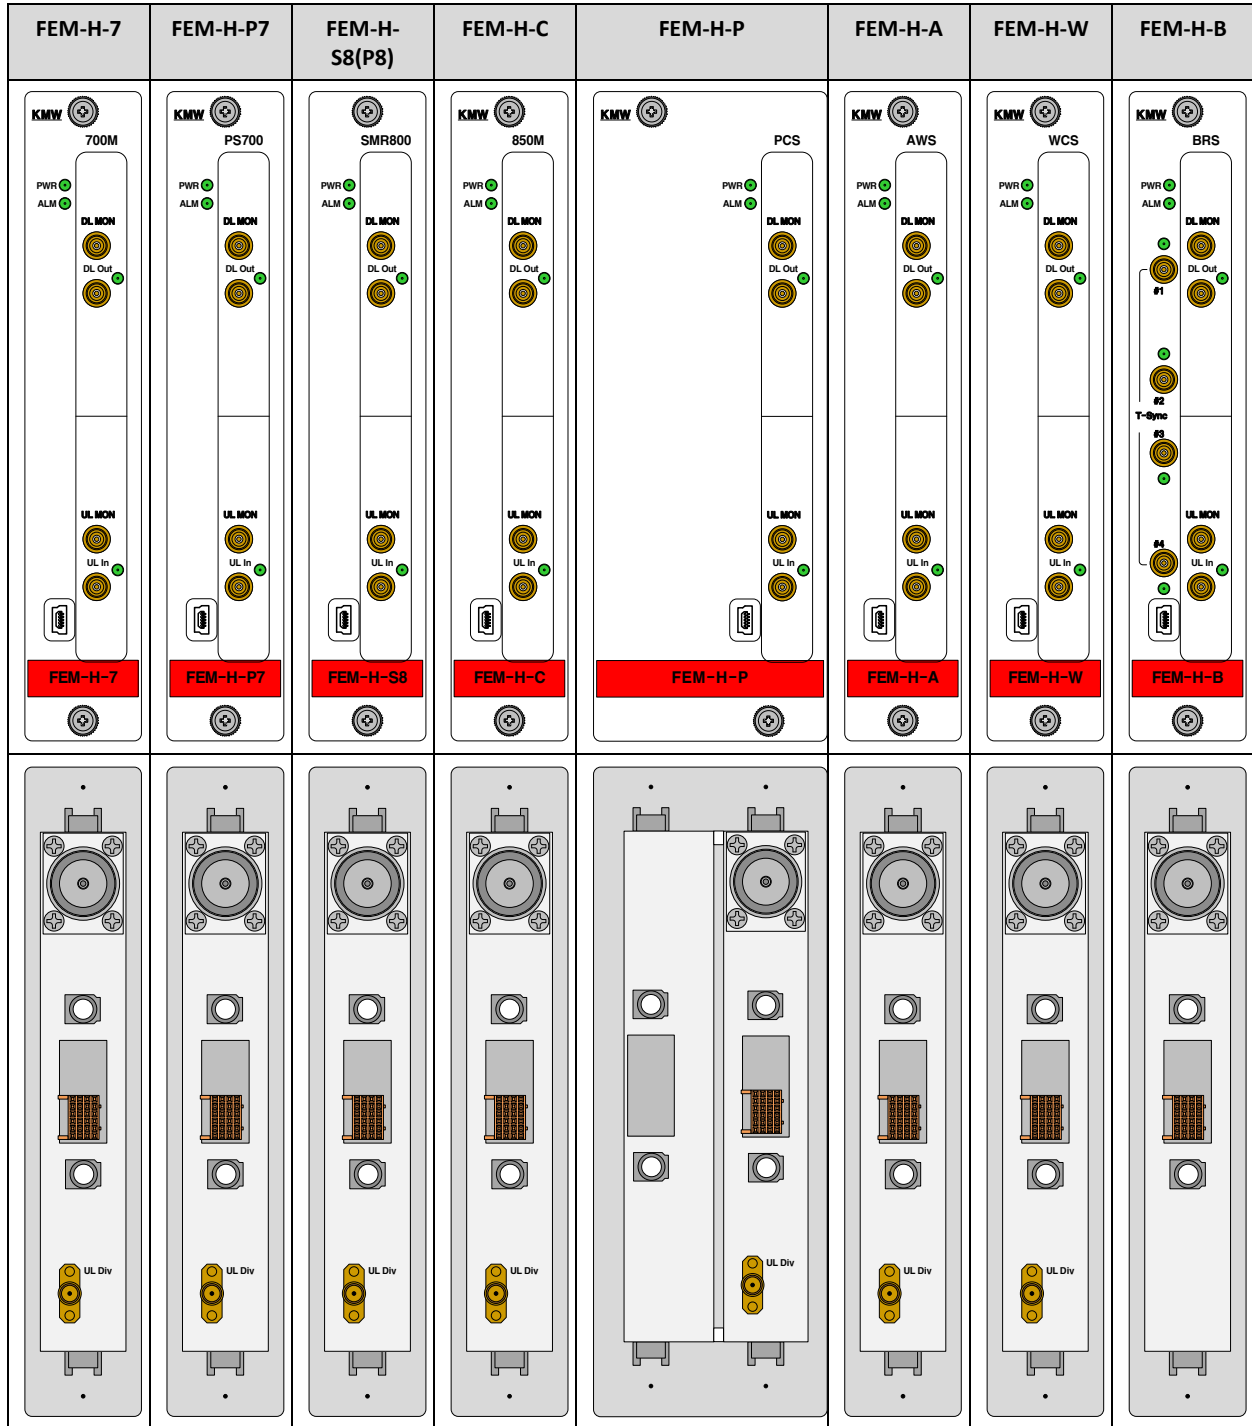 FEM-H-7
FEM-H-P7
FEM-H-
S8(P8)
FEM-H-C
FEM-H-P
FEM-H-A
FEM-H-W
FEM-H-B
KMW
700M
PWR
ALM
DL MON
DL Out
UL MON
UL In
FEM-H-7
KMW
PS700
PWR
ALM
DL MON
DL Out
UL MON
UL In
FEM-H-P7
KMW
SMR800
PWR
ALM
DL MON
DL Out
UL MON
UL In
FEM-H-S8
KMW
850M
PWR
ALM
DL MON
DL Out
UL MON
UL In
FEM-H-C
KMW
PCS
PWR
ALM
DL MON
DL Out
UL MON
UL In
FEM-H-P
KMW
AWS
PWR
ALM
DL MON
DL Out
UL MON
UL In
FEM-H-A
KMW
WCS
PWR
ALM
DL MON
DL Out
UL MON
UL In
FEM-H-W
KMW
BRS
PWR
ALM
DL MON
DL Out
#1
#2
T-Sync
#3
UL MON
#4
UL In
FEM-H-B
UL Div
UL Div
UL Div
UL Div
UL Div
UL Div
UL Div